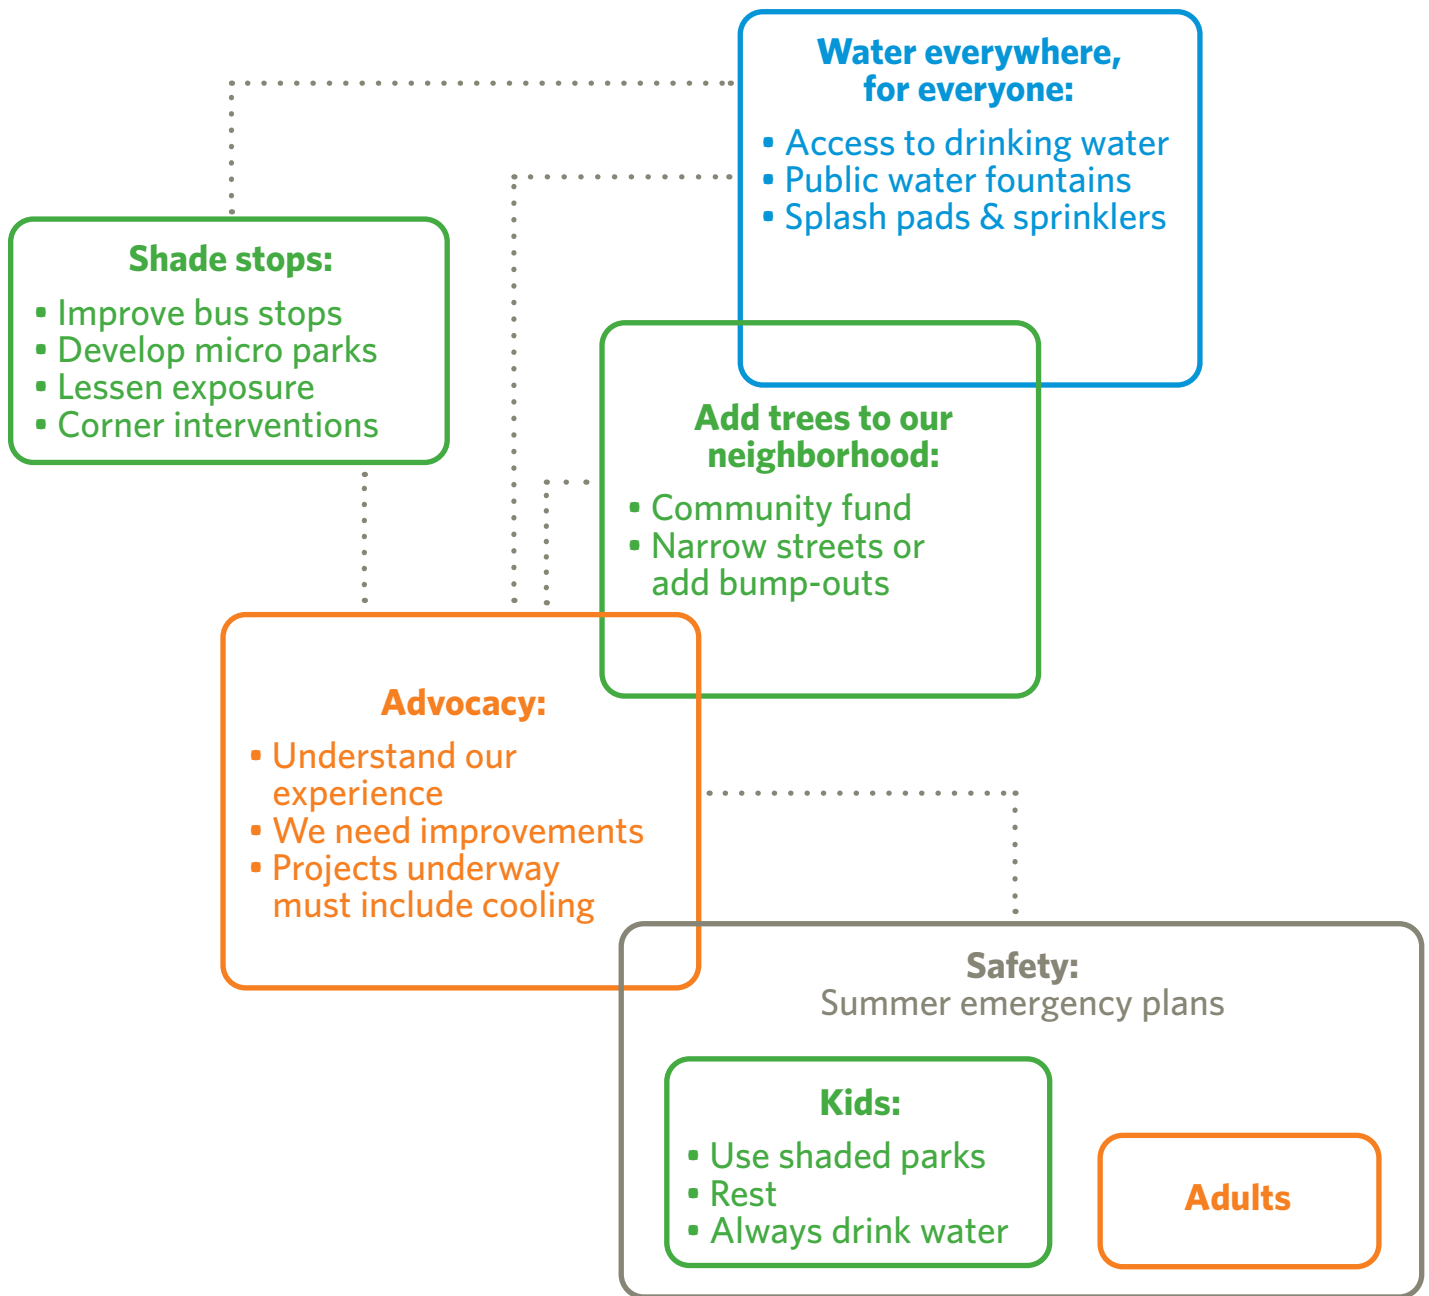 Water everywhere,
for everyone:
▪ Access to drinking water
▪ Public water fountains
▪ Splash pads & sprinklers
Shade stops:
▪ Improve bus stops
▪ Develop micro parks
▪ Lessen exposure
▪ Corner interventions
Add trees to our
neighborhood:
▪ Community fund
▪ Narrow streets or
add bump-outs
Advocacy:
▪ Understand our
experience
▪ We need improvements
▪ Projects underway
must include cooling
Safety:
Summer emergency plans
Kids:
▪ Use shaded parks
▪ Rest
▪ Always drink water
Adults